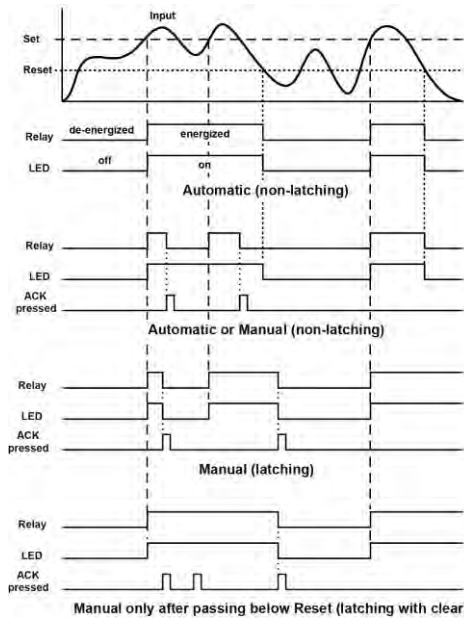 Input
Set
Reset
Relay de-energized energized
LED off on
Automatic (non-latching)
Relay
LED
ACK
pressed
Automatic or Manual (non-latching)
Relay
LED
ACK
pressed
Manual (latching)
Relay
LED
ACK
pressed
Manual only after passing below Reset (latching with clear